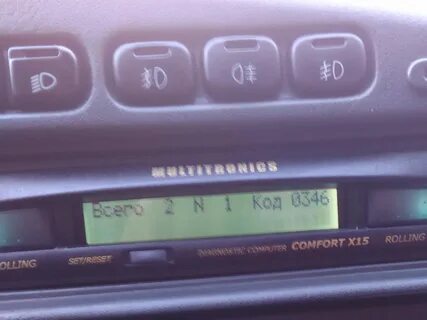 MULTITRONICS
Всего 2 N 1 Код 0346
ROLLING SET/RESET DIAGNOSTIC COMPUTER COMFORT X15 ROLLING